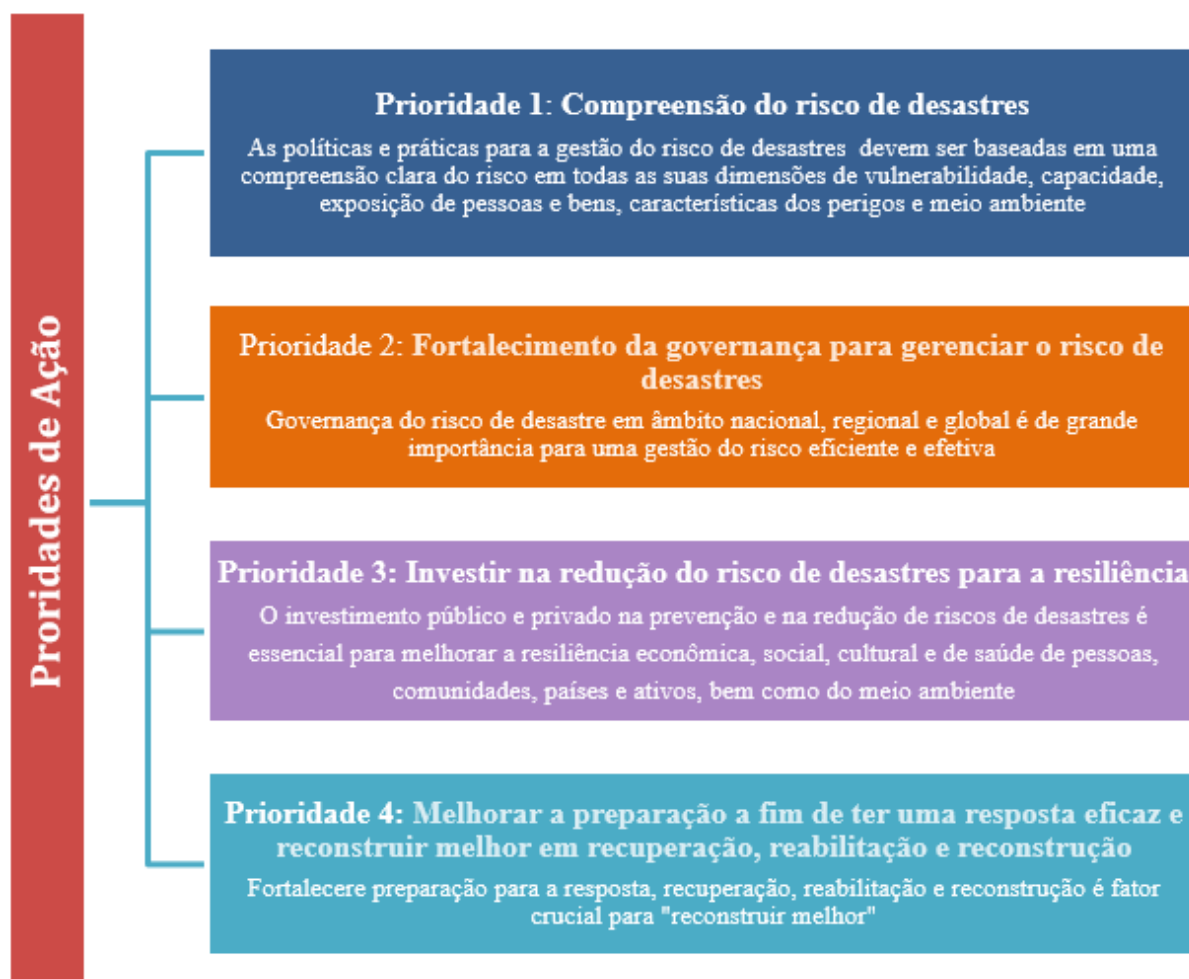 Proridades de Ação
Prioridade 1: Compreensão do risco de desastres
As políticas e práticas para a gestão do risco de desastres devem ser baseadas em uma
compreensão clara do risco em todas as suas dimensões de vulnerabilidade, capacidade,
exposição de pessoas e bens, características dos perigos e meio ambiente
Prioridade 2: Fortalecimento da governança para gerenciar o risco de
desastres
Governança do risco de desastre em âmbito nacional, regional e global é de grande
importância para uma gestão do risco eficiente e efetiva
Prioridade 3: Investir na redução do risco de desastres para a resiliência
O investimento público e privado na prevenção e na redução de riscos de desastres é
essencial para melhorar a resiliência econômica, social, cultural e de saúde de pessoas,
comunidades, países e ativos, bem como do meio ambiente
Prioridade 4: Melhorar a preparação a fim de ter uma resposta eficaz e
reconstruir melhor em recuperação, reabilitação e reconstrução
Fortalecere preparação para a resposta, recuperação, reabilitação e reconstrução é fator
crucial para "reconstruir melhor"